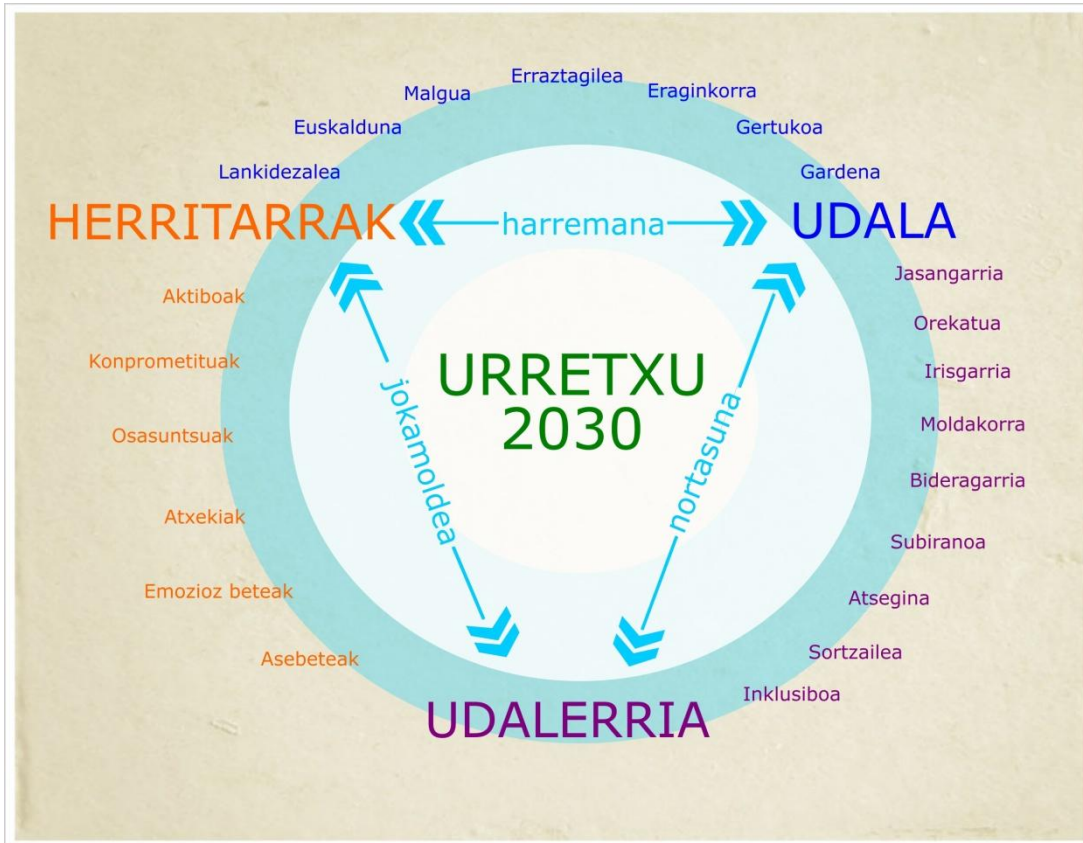 Erraztagilea
Malgua
Eraginkorra
Euskalduna
Gertukoa
Lankidezalea
Gardena
HERRITARRAK
harremana
UDALA
Aktiboak
Konprometituak
Osasuntsuak
Atxekiak
Emozioz beteak
Asebeteak
jokamoldea
URRETXU
2030
nortasuna
Jasangarria
Orekatua
Irisgarria
Moldakorra
Bideragarria
Subiranoa
Atsegina
Sortzailea
Inklusiboa
UDALERRIA